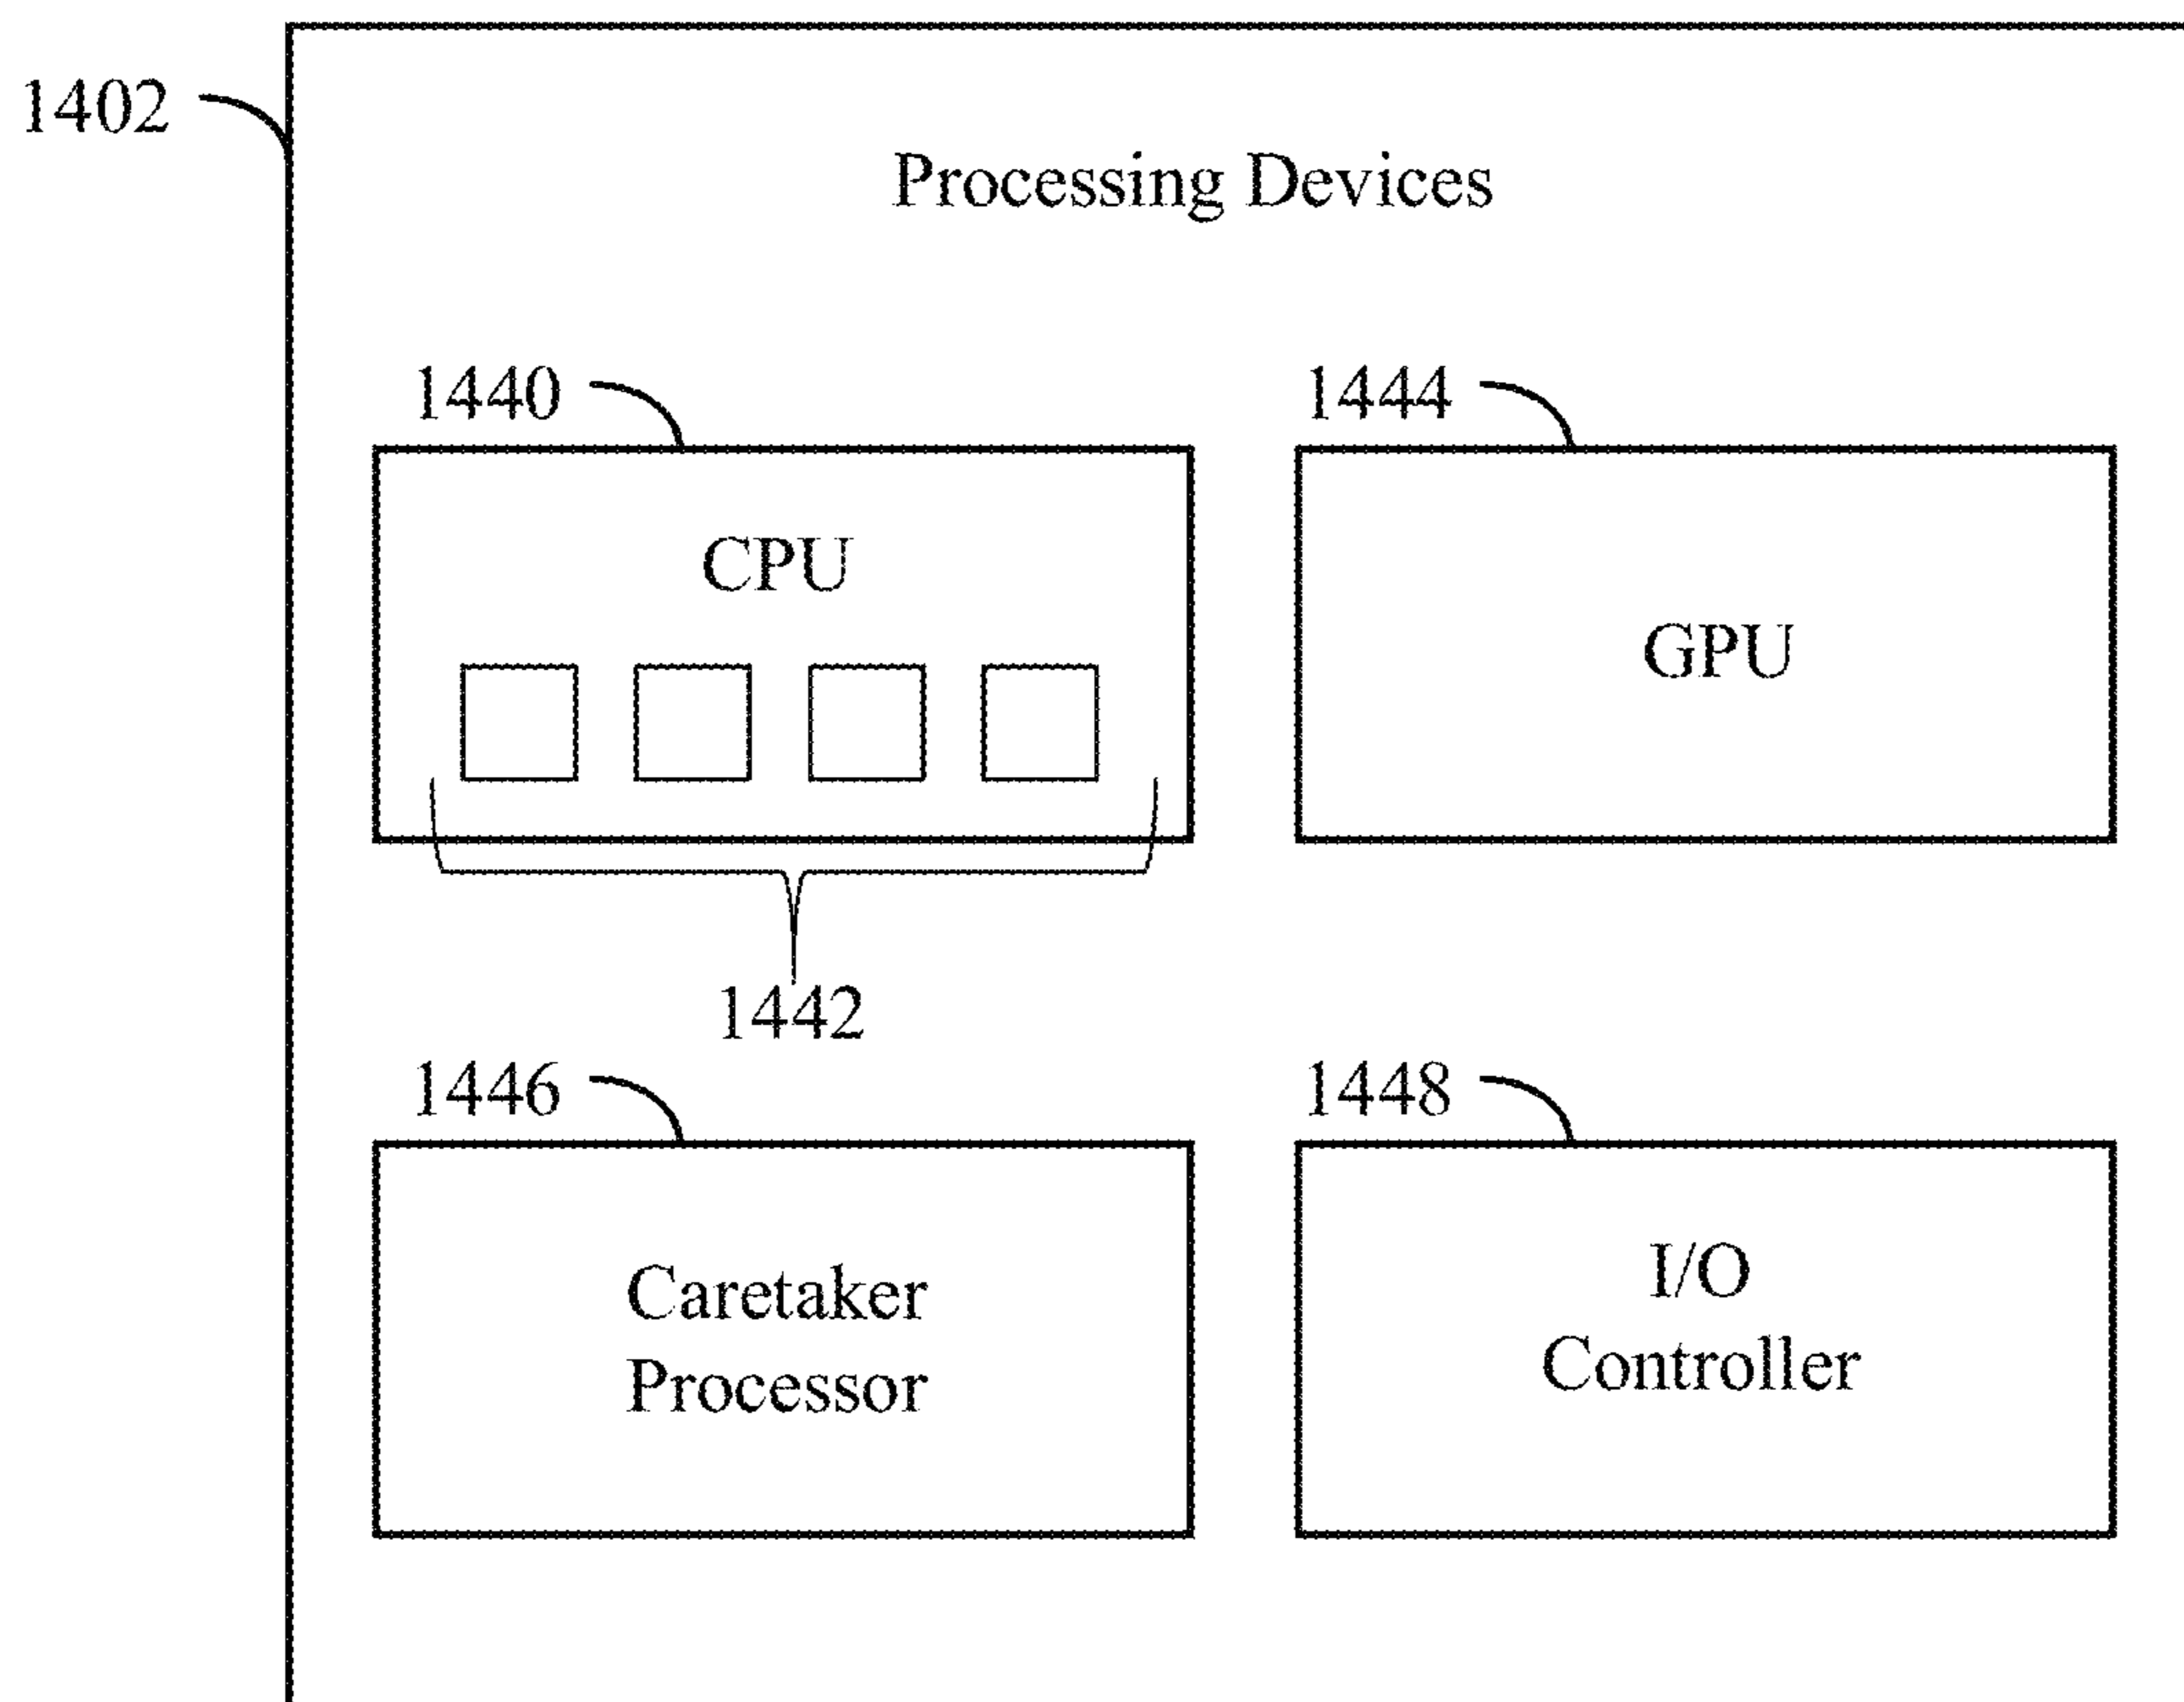 1402
Processing Devices
1440
1444
CPU
GPU
1442
1446
1448
Caretaker
Processor
I/O
Controller